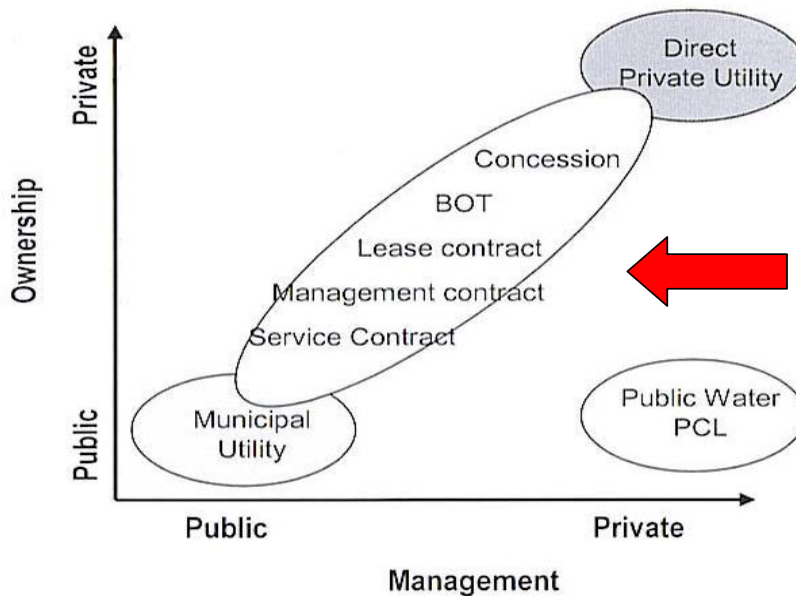 Private
Ownership
Public
Direct
Private Utility
Concession
BOT
Lease contract
Management contract
Service Contract
Municipal
Utility
Public Water
PCL
Public
Private
Management